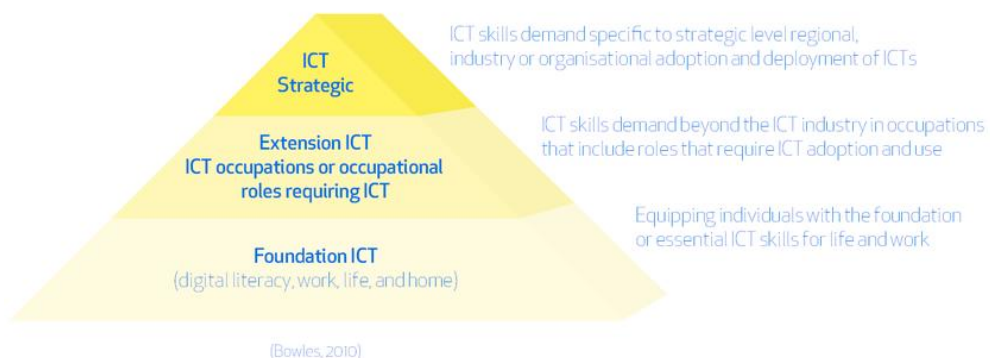 ICT
Strategic
ICT skills demand specific to strategic level regional,
industry or organisational adoption and deployment of ICTs
Extension ICT
ICT occupations or occupational
roles requiring ICT
ICT skills demand beyond the ICT industry in occupations
that include roles that require ICT adoption and use
Foundation ICT
(digital literacy, work, life, and home)
Equipping individuals with the foundation
or essential ICT skills for life and work
(Bowles, 2010)